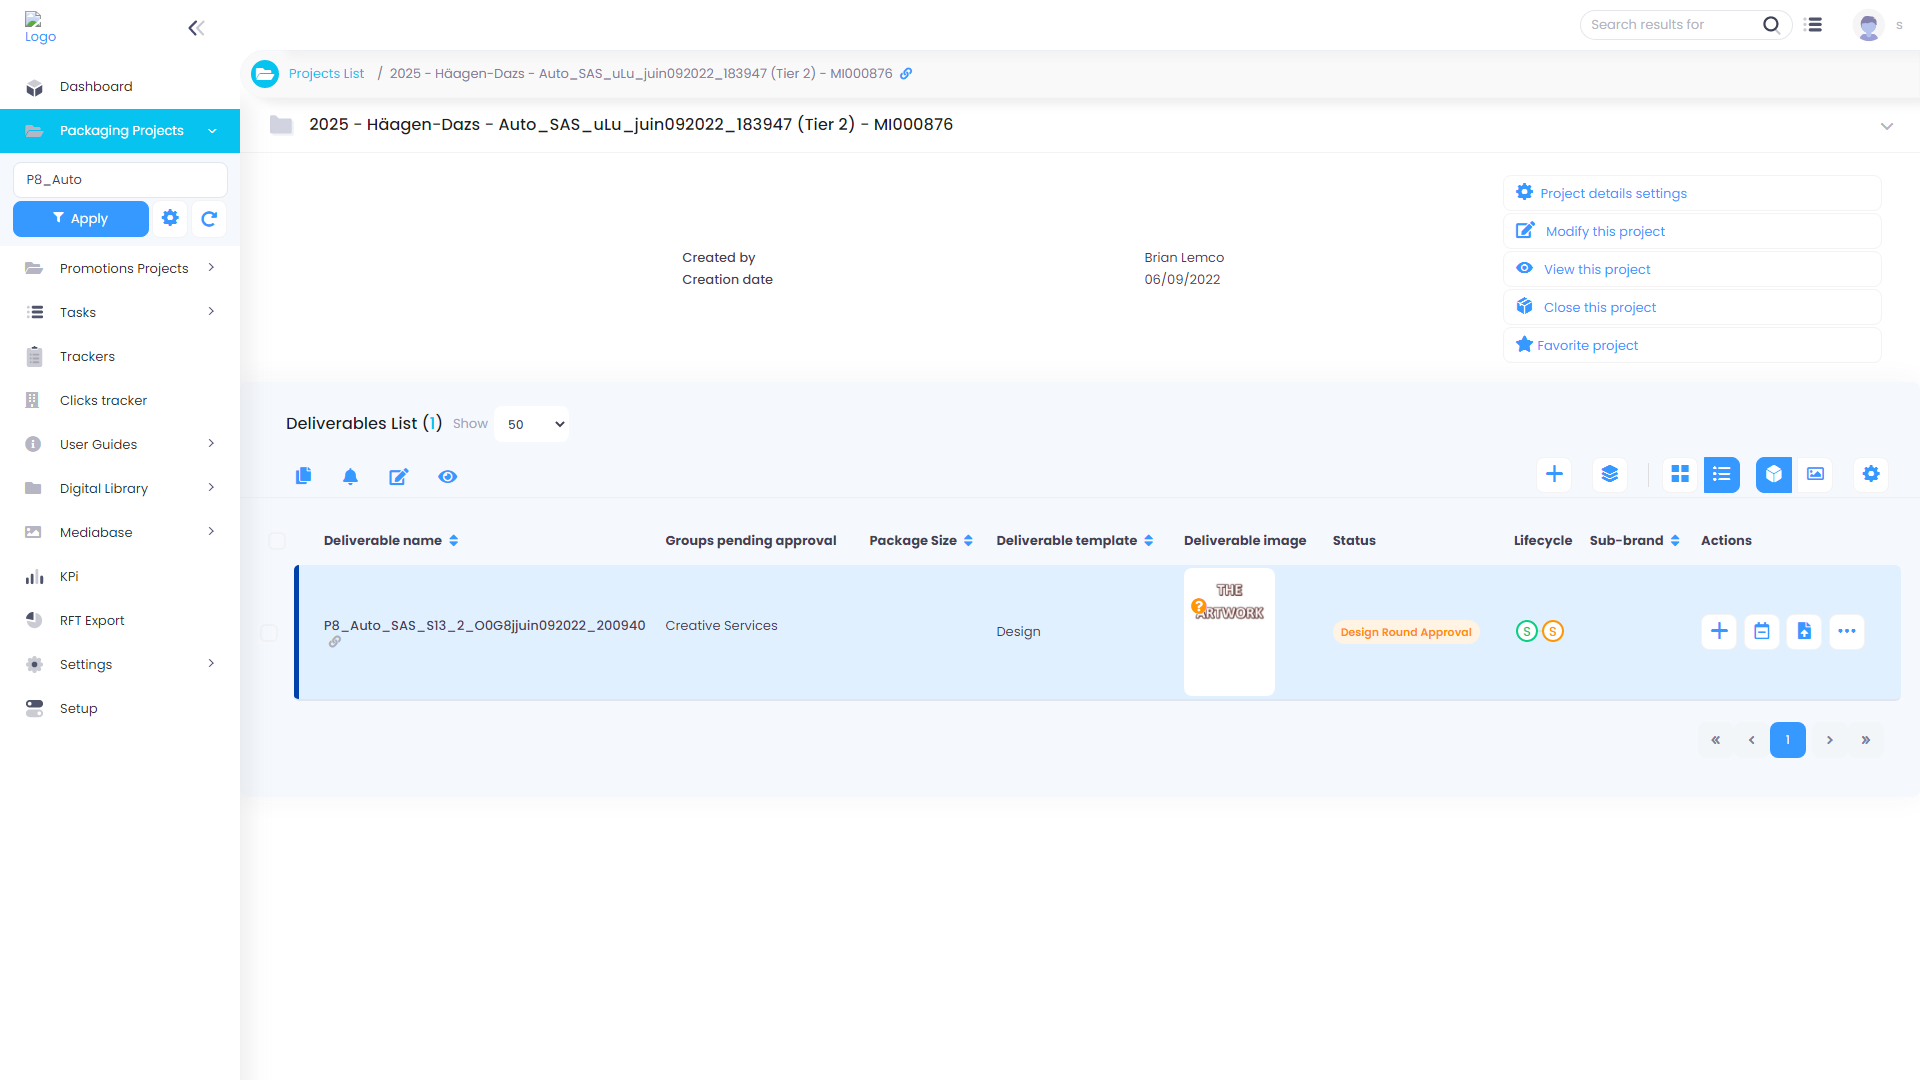 Logo
Search results for
s
Dashboard
Packaging Projects
P8_Auto
Apply
Promotions Projects
Tasks
Trackers
Clicks tracker
User Guides
Digital Library
Mediabase
KPi
RFT Export
Settings
Setup
Projects List / 2025 - Häagen-Dazs - Auto_SAS_uLu_juin092022_183947 (Tier 2) - MI000876
2025 - Häagen-Dazs - Auto_SAS_uLu_juin092022_183947 (Tier 2) - MI000876
Created by Brian Lemco
Creation date 06/09/2022
Project details settings
Modify this project
View this project
Close this project
Favorite project
Deliverables List (1) Show 50
Deliverable name Groups pending approval Package Size Deliverable template Deliverable image Status Lifecycle Sub-brand Actions
P8_Auto_SAS_S13_2_O0G8jjuin092022_200940 Creative Services Design THE ? ARTWORK Design Round Approval S S
« ‹ 1 › »